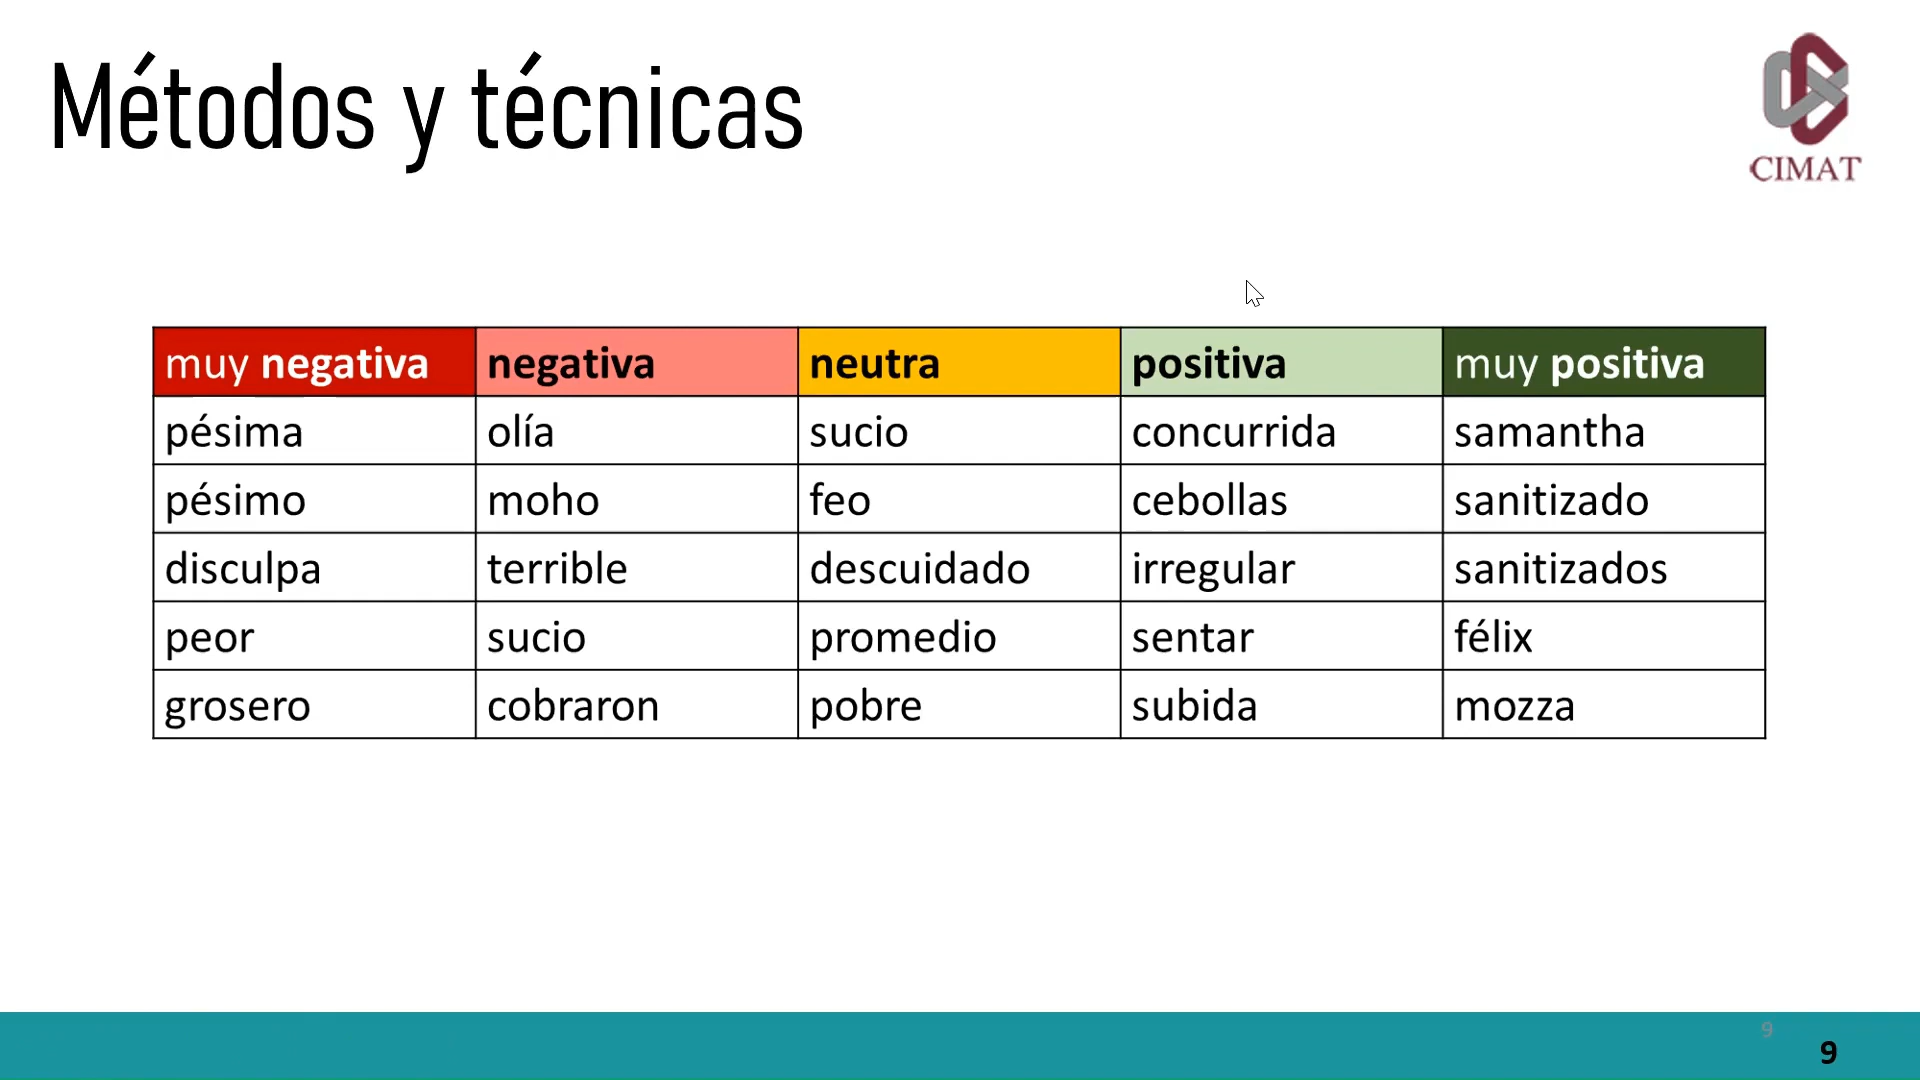 Métodos y técnicas
CIMAT
muy negativa negativa neutra positiva muy positiva
pésima olía sucio concurrida samantha
pésimo moho feo cebollas sanitizado
disculpa terrible descuidado irregular sanitizados
peor sucio promedio sentar félix
grosero cobraron pobre subida mozza
9
9